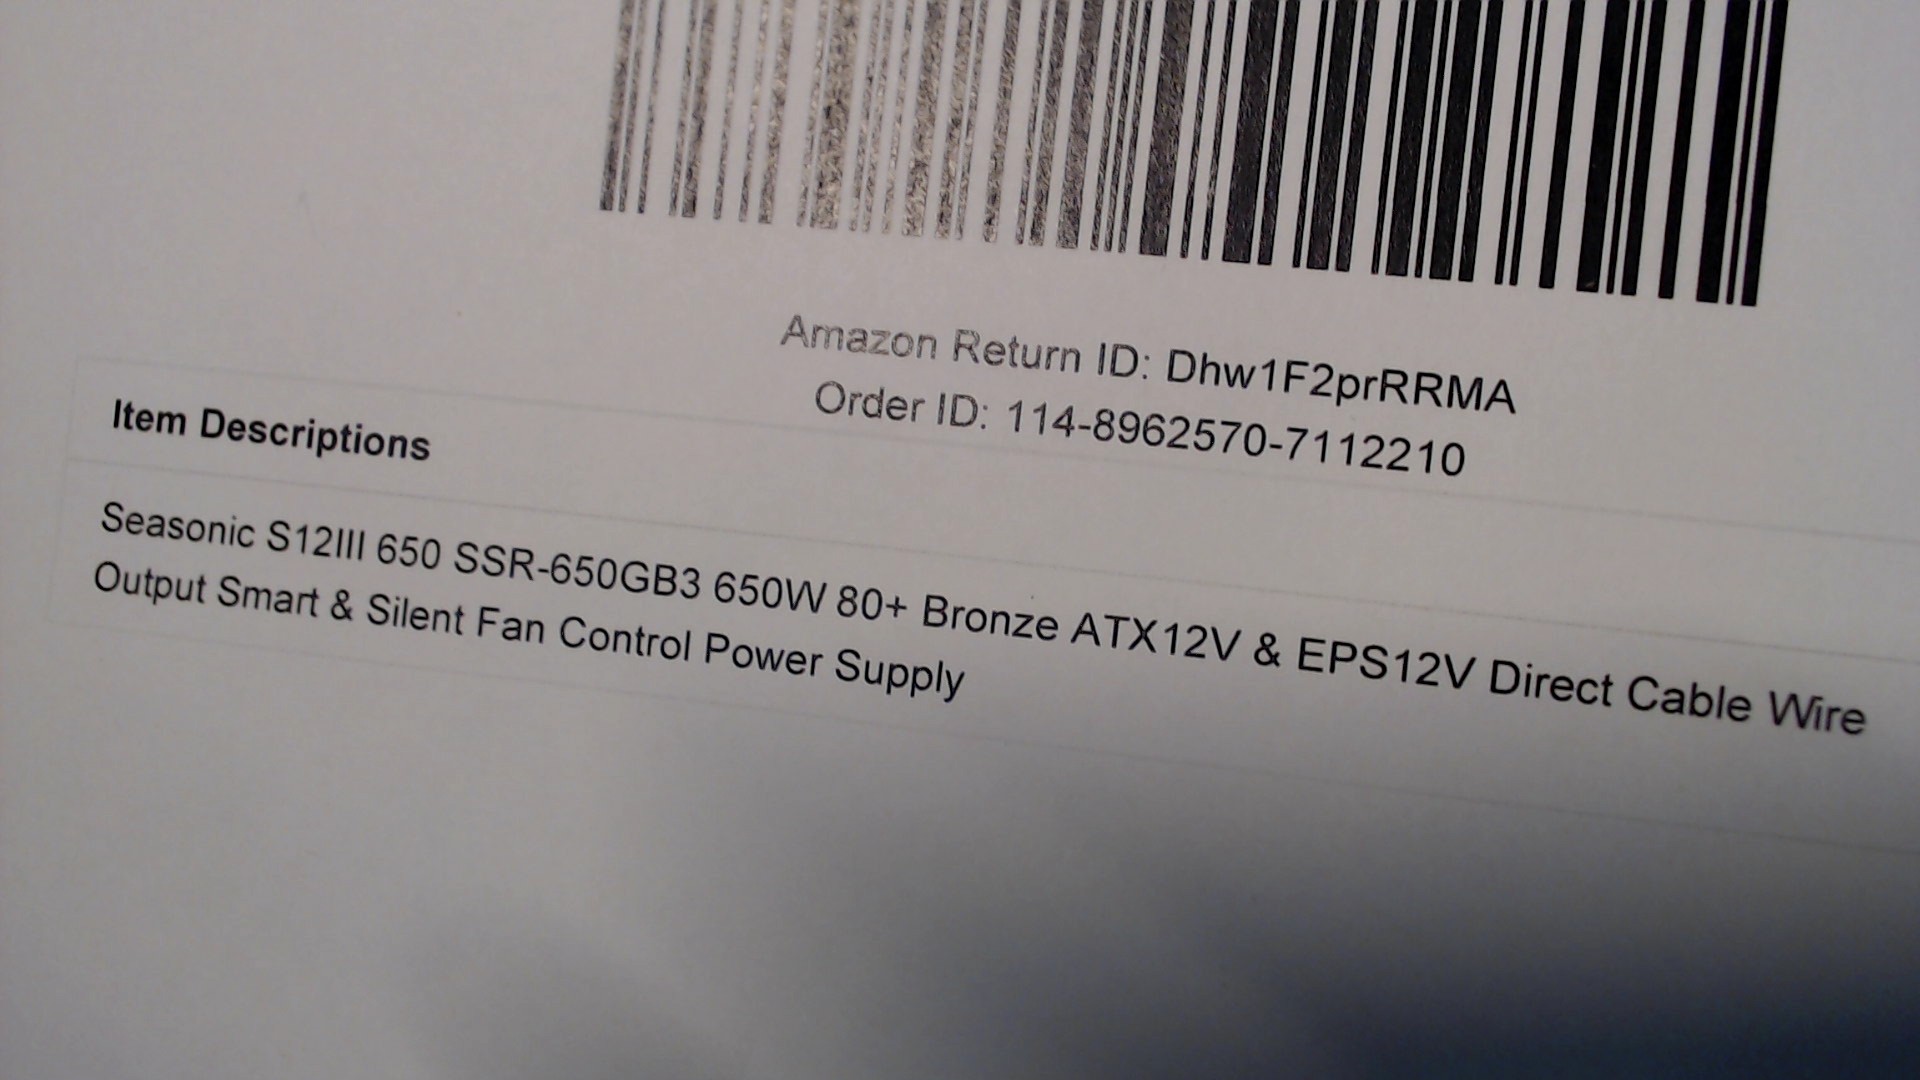 Amazon Return ID: Dhw1F2prRRMA
Order ID: 114-8962570-7112210
Item Descriptions
Seasonic S12III 650 SSR-650GB3 650W 80+ Bronze ATX12V & EPS12V Direct Cable Wire
Output Smart & Silent Fan Control Power Supply